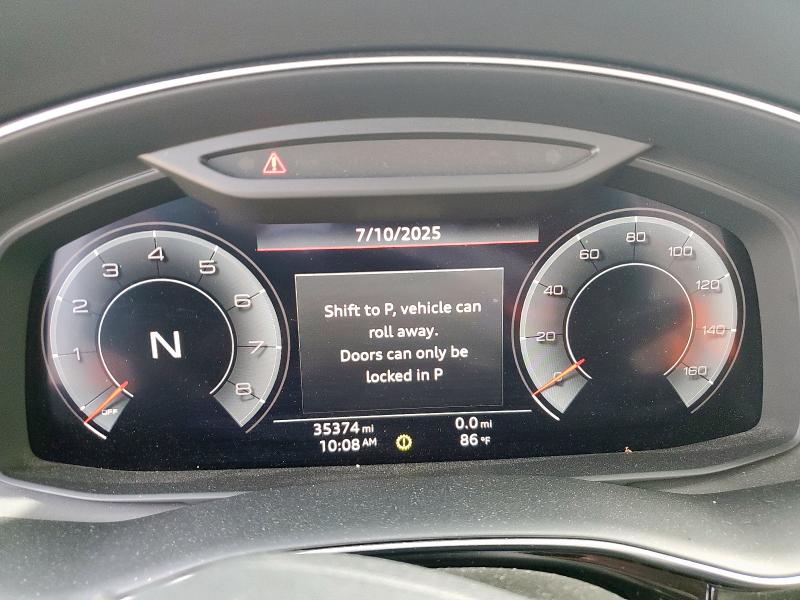 7/10/2025
Shift to P, vehicle can
roll away.
Doors can only be
locked in P
N
OFF
1
2
3
4
5
6
7
8
0
20
40
60
80
100
120
140
160
35374 mi
0.0 mi
10:08 AM
86 °F